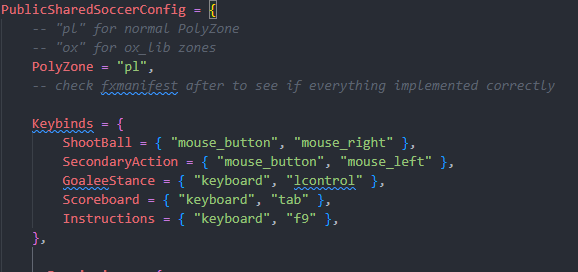 PublicSharedSoccerConfig = {
-- "pl" for normal PolyZone
-- "ox" for ox_lib zones
PolyZone = "pl",
-- check fxmanifest after to see if everything implemented correctly
Keybinds = {
ShootBall = { "mouse_button", "mouse_right" },
SecondaryAction = { "mouse_button", "mouse_left" },
GoaleeStance = { "keyboard", "lcontrol" },
Scoreboard = { "keyboard", "tab" },
Instructions = { "keyboard", "f9" },
},